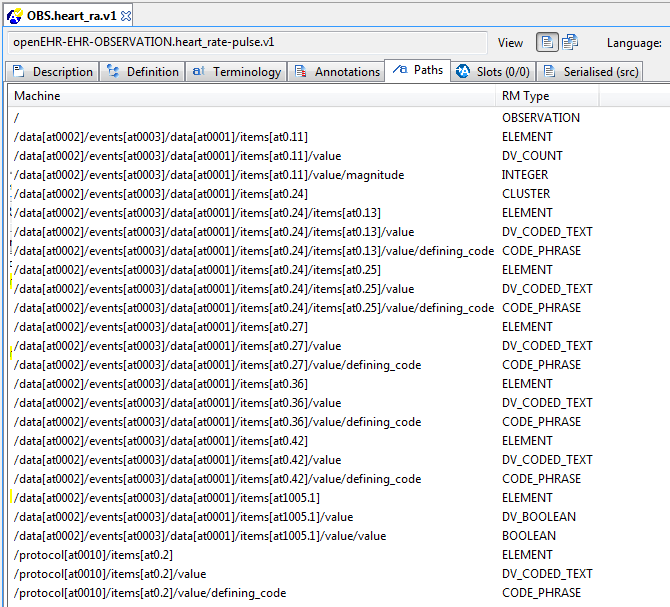 OBS.heart_ra.v1
openEHR-EHR-OBSERVATION.heart_rate-pulse.v1 View Language:
Description Definition Terminology Annotations Paths Slots (0/0) Serialised (src)
Machine RM Type
/ OBSERVATION
/data[at0002]/events[at0003]/data[at0001]/items[at0.11] ELEMENT
/data[at0002]/events[at0003]/data[at0001]/items[at0.11]/value DV_COUNT
/data[at0002]/events[at0003]/data[at0001]/items[at0.11]/value/magnitude INTEGER
/data[at0002]/events[at0003]/data[at0001]/items[at0.24] CLUSTER
/data[at0002]/events[at0003]/data[at0001]/items[at0.24]/items[at0.13] ELEMENT
/data[at0002]/events[at0003]/data[at0001]/items[at0.24]/items[at0.13]/value DV_CODED_TEXT
/data[at0002]/events[at0003]/data[at0001]/items[at0.24]/items[at0.13]/value/defining_code CODE_PHRASE
/data[at0002]/events[at0003]/data[at0001]/items[at0.24]/items[at0.25] ELEMENT
/data[at0002]/events[at0003]/data[at0001]/items[at0.24]/items[at0.25]/value DV_CODED_TEXT
/data[at0002]/events[at0003]/data[at0001]/items[at0.24]/items[at0.25]/value/defining_code CODE_PHRASE
/data[at0002]/events[at0003]/data[at0001]/items[at0.27] ELEMENT
/data[at0002]/events[at0003]/data[at0001]/items[at0.27]/value DV_CODED_TEXT
/data[at0002]/events[at0003]/data[at0001]/items[at0.27]/value/defining_code CODE_PHRASE
/data[at0002]/events[at0003]/data[at0001]/items[at0.36] ELEMENT
/data[at0002]/events[at0003]/data[at0001]/items[at0.36]/value DV_CODED_TEXT
/data[at0002]/events[at0003]/data[at0001]/items[at0.36]/value/defining_code CODE_PHRASE
/data[at0002]/events[at0003]/data[at0001]/items[at0.42] ELEMENT
/data[at0002]/events[at0003]/data[at0001]/items[at0.42]/value DV_CODED_TEXT
/data[at0002]/events[at0003]/data[at0001]/items[at0.42]/value/defining_code CODE_PHRASE
/data[at0002]/events[at0003]/data[at0001]/items[at1005.1] ELEMENT
/data[at0002]/events[at0003]/data[at0001]/items[at1005.1]/value DV_BOOLEAN
/data[at0002]/events[at0003]/data[at0001]/items[at1005.1]/value/value BOOLEAN
/protocol[at0010]/items[at0.2] ELEMENT
/protocol[at0010]/items[at0.2]/value DV_CODED_TEXT
/protocol[at0010]/items[at0.2]/value/defining_code CODE_PHRASE